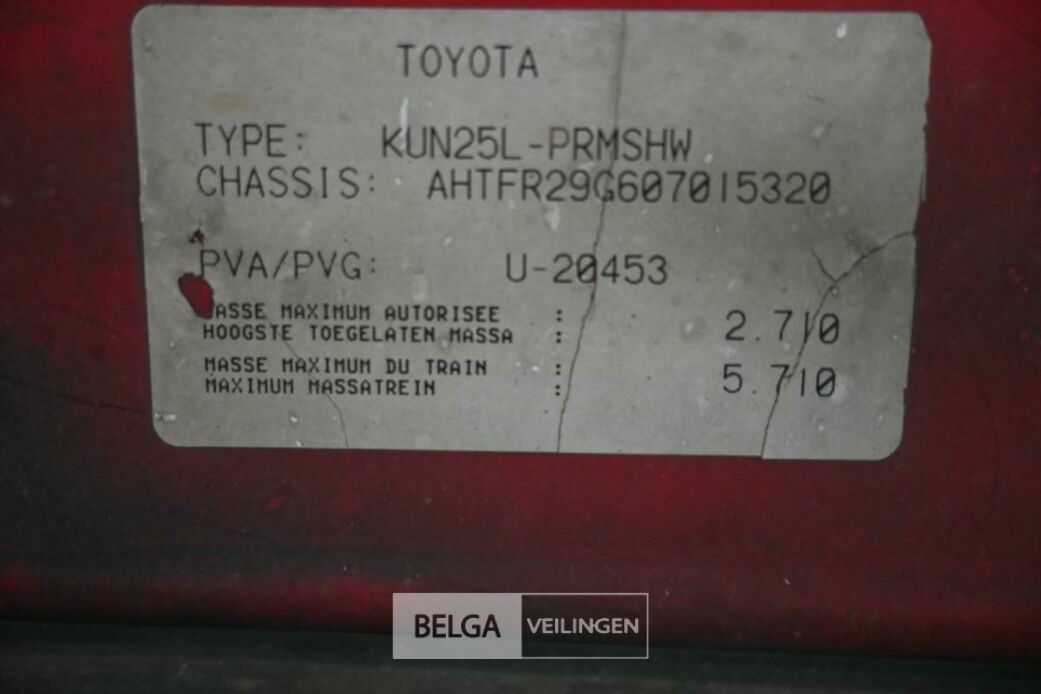 TOYOTA
TYPE: KUN25L-PRMSHW
CHASSIS: AHTFR29G607015320
PVA/PVG: U-20453
MASSE MAXIMUM AUTORISEE :
HOOGSTE TOEGELATEN MASSA : 2.710
MASSE MAXIMUM DU TRAIN :
MAXIMUM MASSATREIN : 5.710
BELGA VEILINGEN